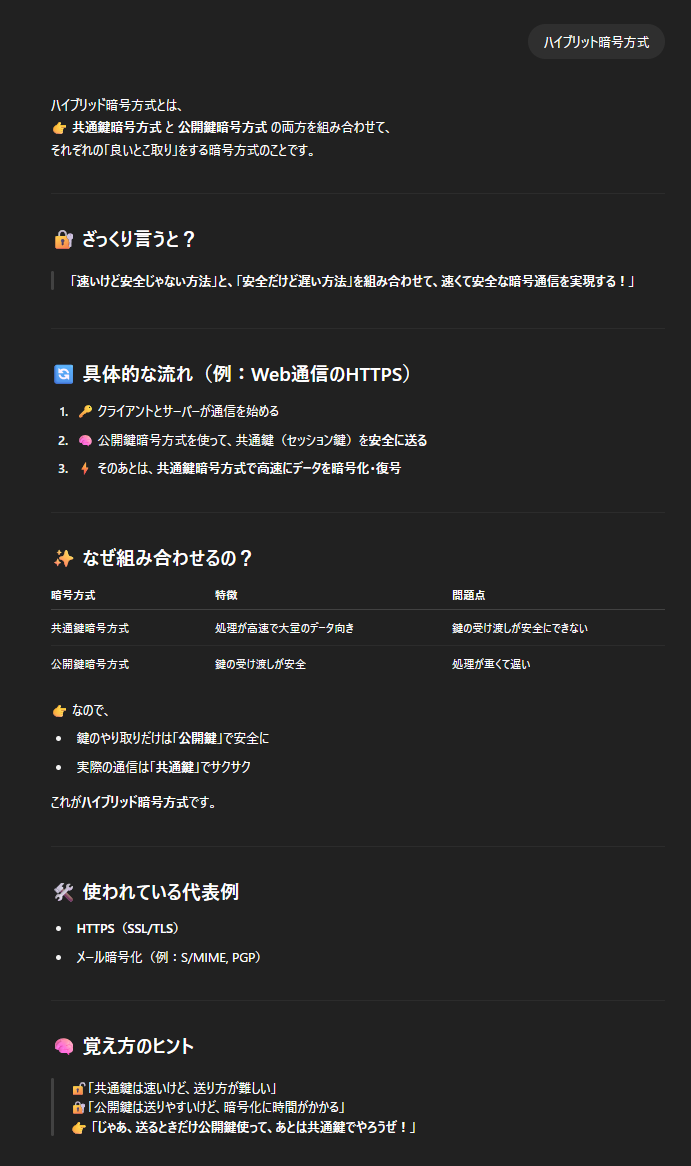 ハイブリット暗号方式
ハイブリッド暗号方式とは、
👉 共通鍵暗号方式 と 公開鍵暗号方式 の両方を組み合わせて、
それぞれの「良いとこ取り」をする暗号方式のことです。
🔐 ざっくり言うと？
「速いけど安全じゃない方法」と、「安全だけど遅い方法」を組み合わせて、速くて安全な暗号通信を実現する！」
🔄 具体的な流れ（例：Web通信のHTTPS）
1. 🔑 クライアントとサーバーが通信を始める
2. 🧠 公開鍵暗号方式を使って、共通鍵（セッション鍵）を安全に送る
3. ⚡ そのあとは、共通鍵暗号方式で高速にデータを暗号化・復号
✨ なぜ組み合わせるの？
暗号方式 特徴 問題点
共通鍵暗号方式 処理が高速で大量のデータ向き 鍵の受け渡しが安全にできない
公開鍵暗号方式 鍵の受け渡しが安全 処理が重くて遅い
👉 なので、
• 鍵のやり取りだけは「公開鍵」で安全に
• 実際の通信は「共通鍵」でサクサク
これがハイブリッド暗号方式です。
🛠 使われている代表例
• HTTPS（SSL/TLS）
• メール暗号化（例：S/MIME, PGP）
🧠 覚え方のヒント
🔓「共通鍵は速いけど、送り方が難しい」
🔐「公開鍵は送りやすいけど、暗号化に時間がかかる」
👉 「じゃあ、送るときだけ公開鍵使って、あとは共通鍵でやろうぜ！」